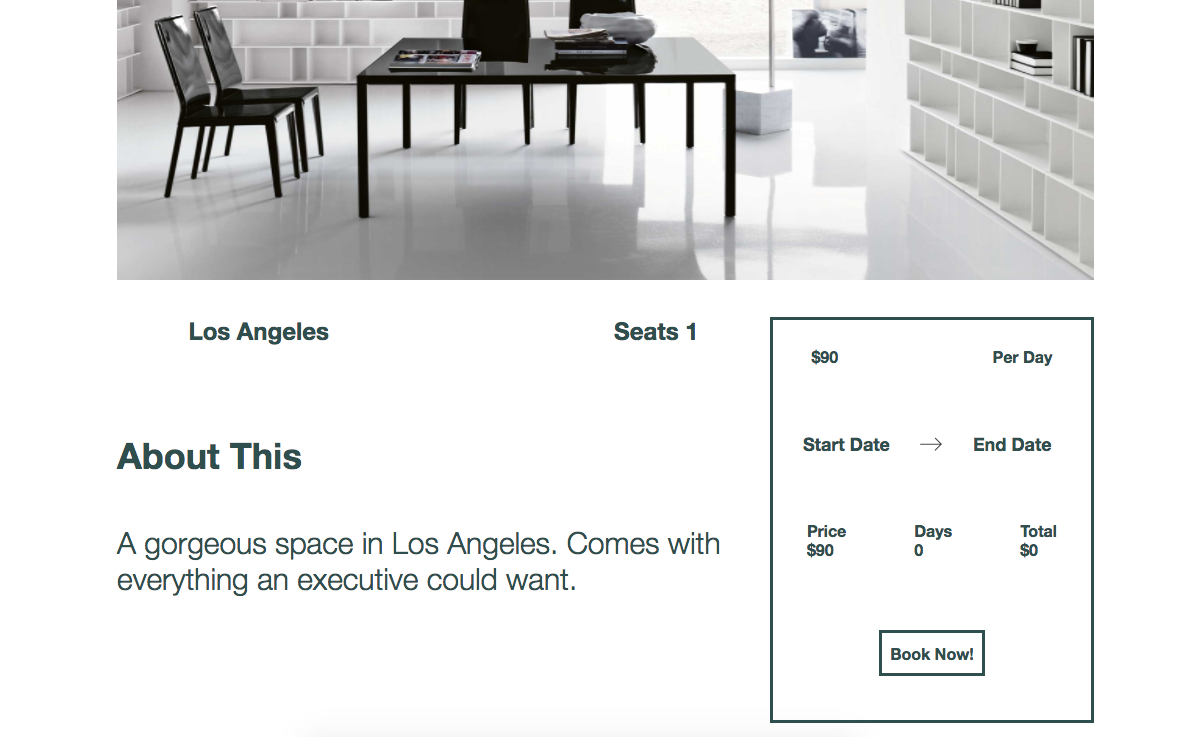 Los Angeles
Seats 1
About This
A gorgeous space in Los Angeles. Comes with
everything an executive could want.
$90 Per Day
Start Date → End Date
Price Days Total
$90 0 $0
Book Now!